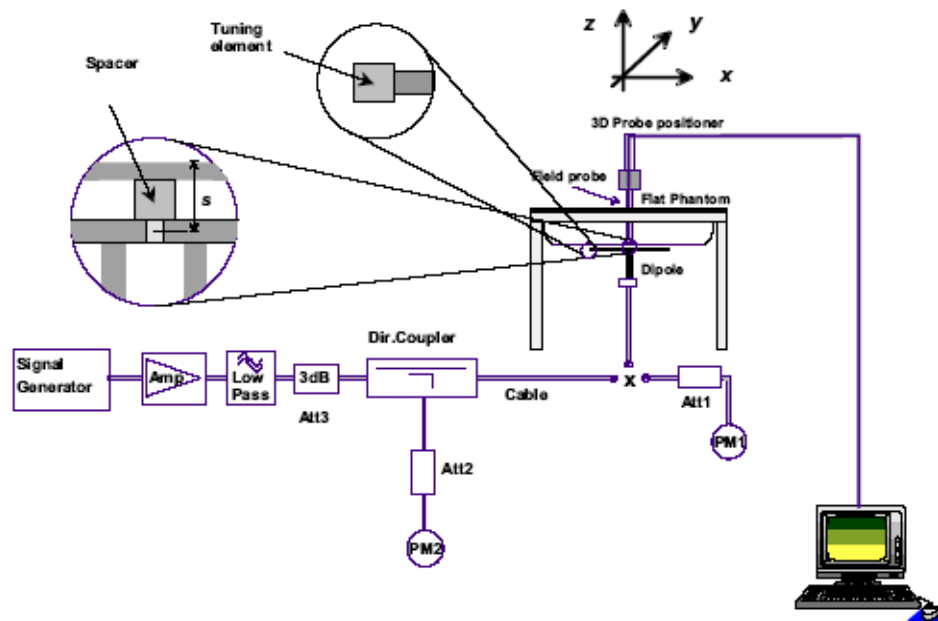 Tuning
element
Spacer
s
z
y
x
3D Probe positioner
Field probe
Flat Phantom
Dipole
Signal
Generator
Amp
Low
Pass
3dB
Att3
Dir.Coupler
Cable
x
Att1
PM1
Att2
PM2